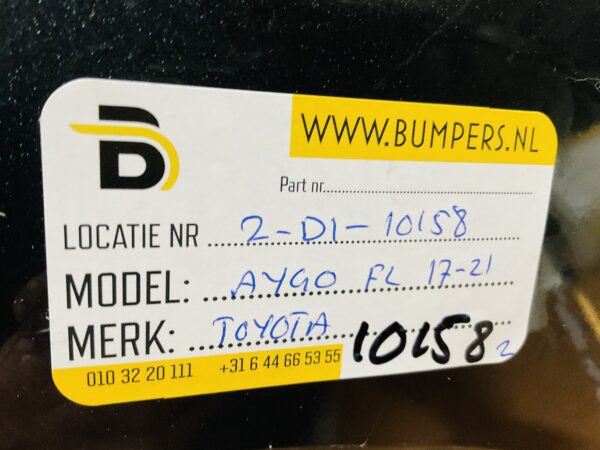 B
WWW.BUMPERS.NL
Part nr.
LOCATIE NR 2-D1-10158
MODEL: AYGO FL 17-21
MERK: TOYOTA
10158 2
010 32 20 111 +31 6 44 66 53 55